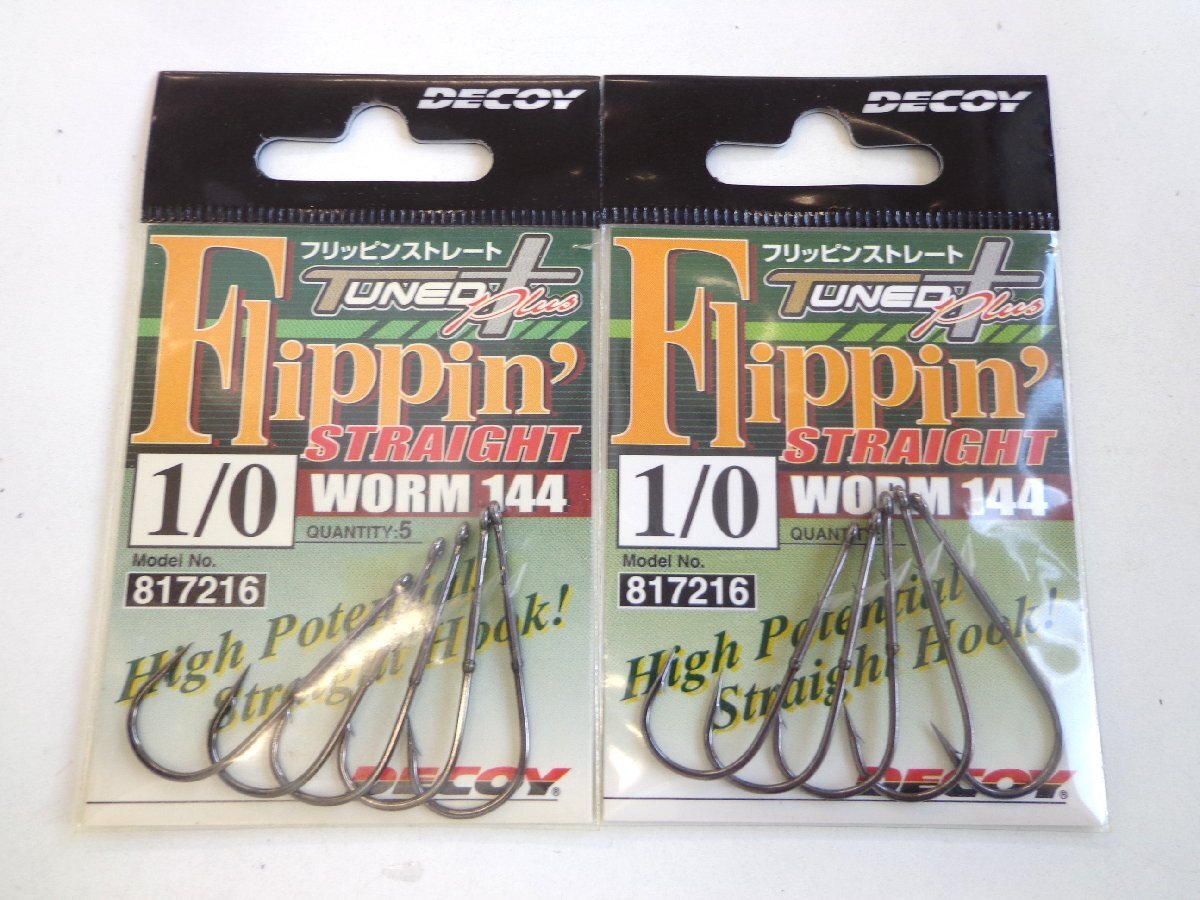 DECOY
フリッピンストレート
TUNED Plus
Flippin'
STRAIGHT
1/0
WORM 144
QUANTITY:5
Model No.
817216
High Potential
Straight Hook!
DECOY®
DECOY
フリッピンストレート
TUNED Plus
Flippin'
STRAIGHT
1/0
WORM 144
QUANTITY:
Model No.
817216
High Potential
Straight Hook!
DECOY®